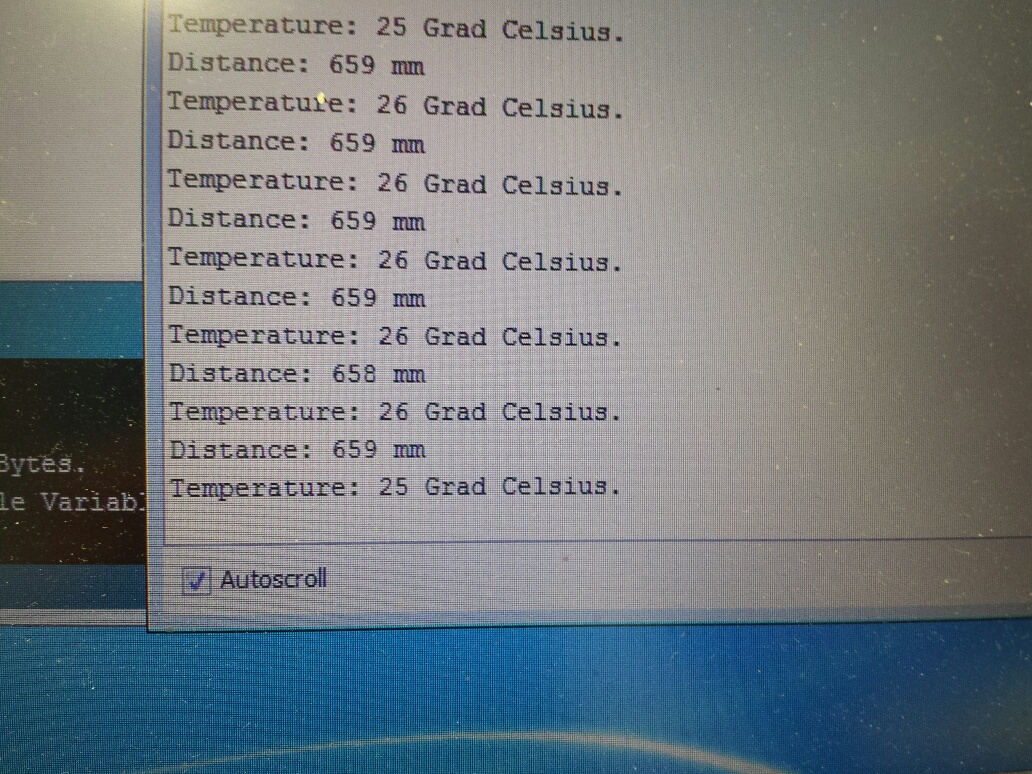 Temperature: 25 Grad Celsius.
Distance: 659 mm
Temperature: 26 Grad Celsius.
Distance: 659 mm
Temperature: 26 Grad Celsius.
Distance: 659 mm
Temperature: 26 Grad Celsius.
Distance: 659 mm
Temperature: 26 Grad Celsius.
Distance: 658 mm
Temperature: 26 Grad Celsius.
Distance: 659 mm
Temperature: 25 Grad Celsius.
Autoscroll
Bytes.
le Variabl